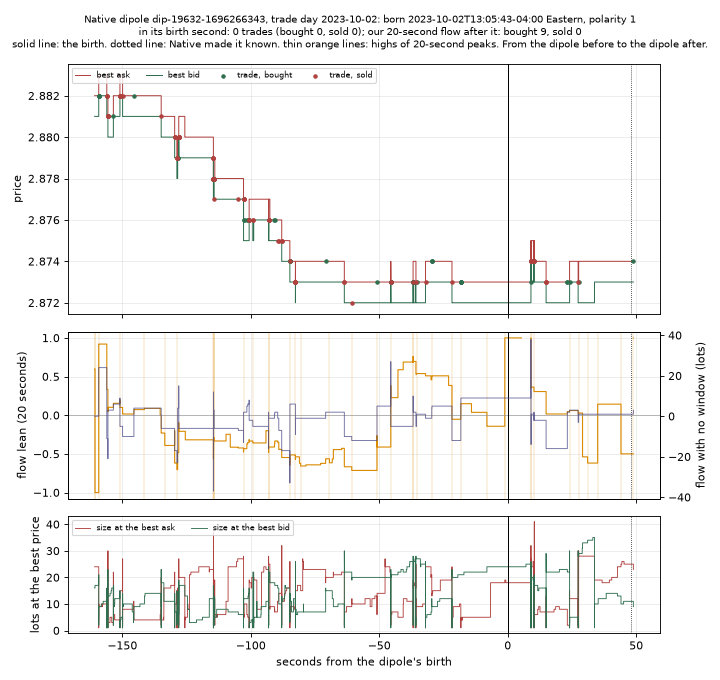 Native dipole dip-19632-1696266343, trade day 2023-10-02: born 2023-10-02T13:05:43-04:00 Eastern, polarity 1
in its birth second: 0 trades (bought 0, sold 0); our 20-second flow after it: bought 9, sold 0
solid line: the birth. dotted line: Native made it known. thin orange lines: highs of 20-second peaks. From the dipole before to the dipole after.
best ask best bid trade, bought trade, sold
2.882
2.880
2.878
2.876
2.874
2.872
price
1.0
0.5
0.0
−0.5
−1.0
flow lean (20 seconds)
40
20
0
−20
−40
flow with no window (lots)
size at the best ask size at the best bid
40
30
20
10
0
lots at the best price
−150 −100 −50 0 50
seconds from the dipole's birth